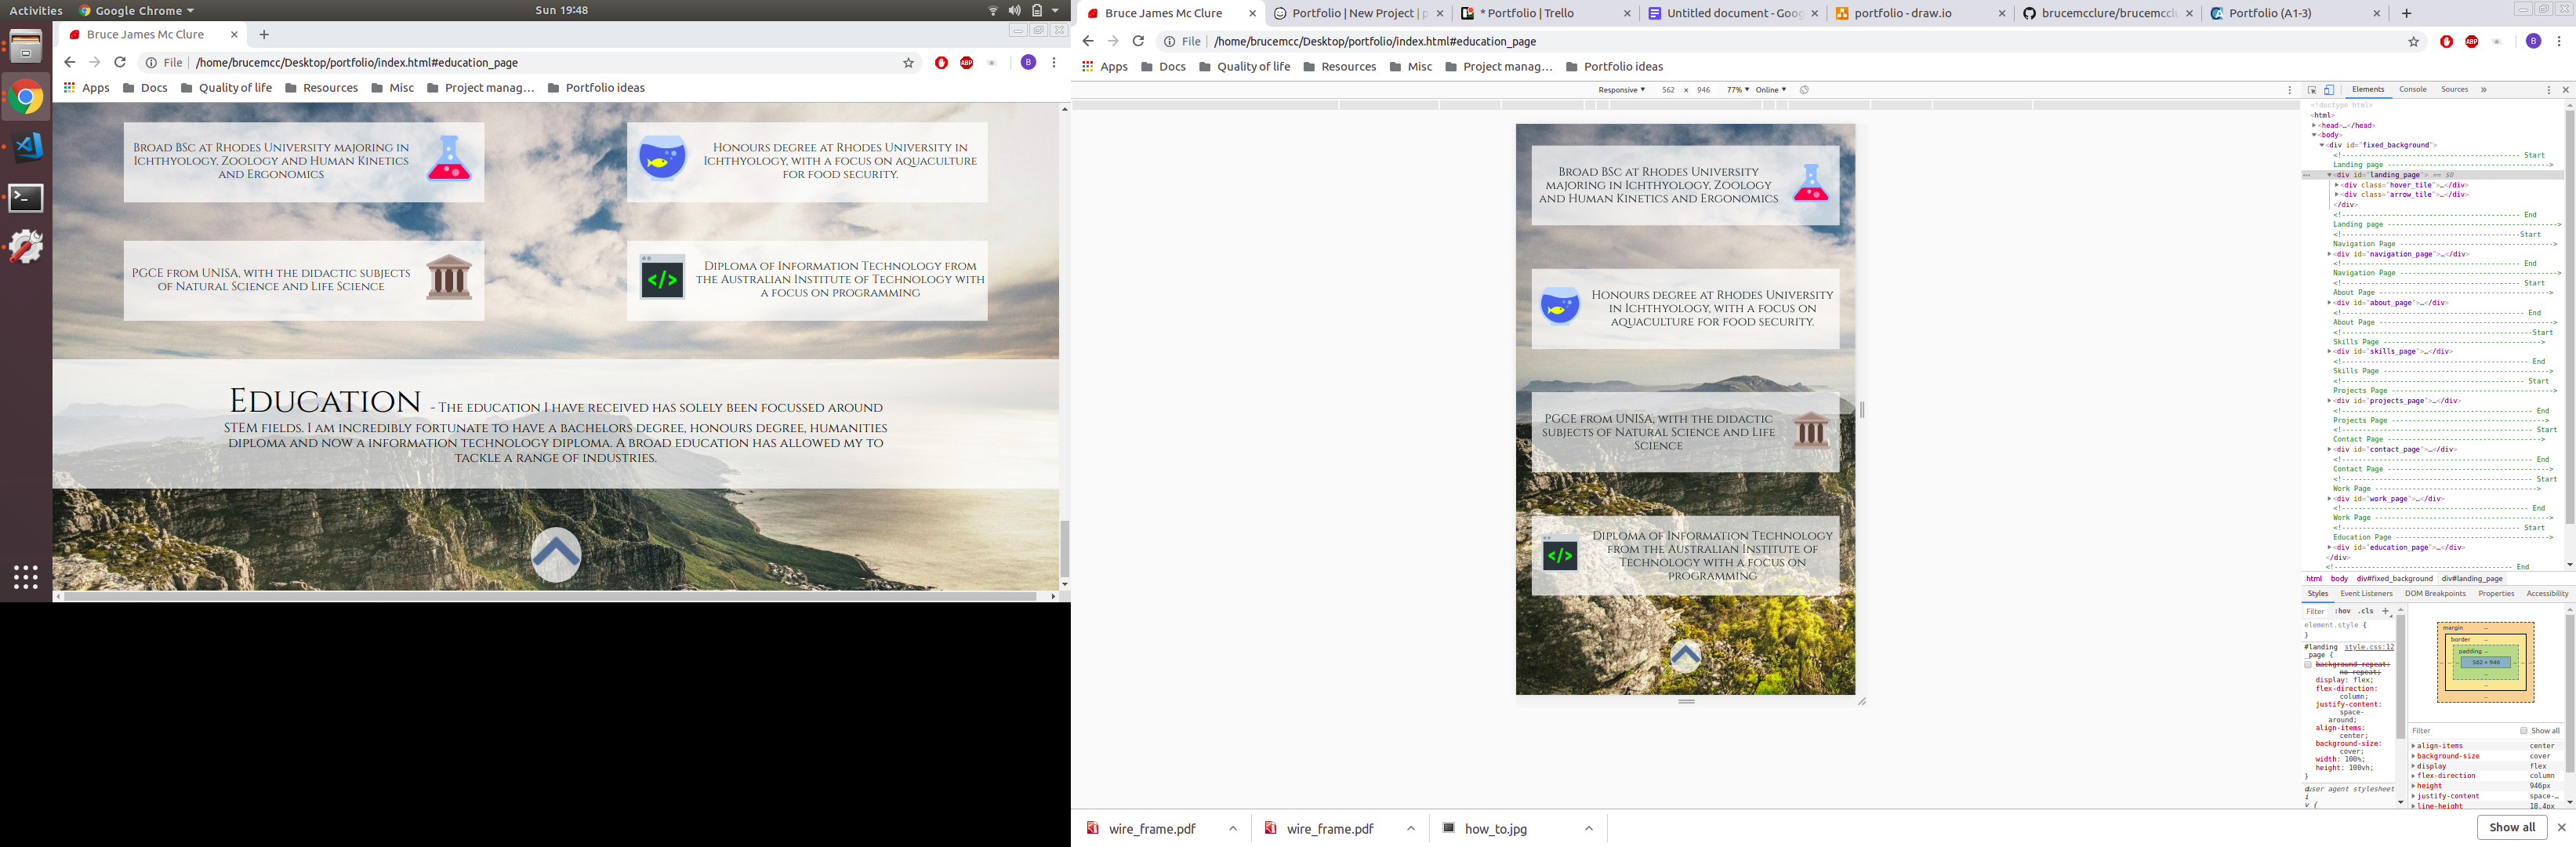 Activities
Google Chrome
Sun 19:48
Bruce James Mc Clure
File
/home/brucemcc/Desktop/portfolio/index.html#education_page
ABP
B
Apps
Docs
Quality of life
Resources
Misc
Project manag...
Portfolio ideas
Broad BSc at Rhodes University majoring in
Ichthyology, Zoology and Human Kinetics
and Ergonomics
Honours degree at Rhodes University in
Ichthyology, with a focus on aquaculture
for food security.
PGCE from UNISA, with the didactic subjects
of Natural Science and Life Science
Diploma of Information Technology from
the Australian Institute of Technology with
a focus on programming
Education - The education I have received has solely been focussed around
STEM fields. I am incredibly fortunate to have a bachelors degree, honours degree, humanities
diploma and now a information technology diploma. A broad education has allowed my to
tackle a range of industries.
Bruce James Mc Clure
Portfolio | New Project | p
* Portfolio | Trello
Untitled document - Goog
portfolio - draw.io
brucemcclure/brucemcclu
Portfolio (A1-3)
File
/home/brucemcc/Desktop/portfolio/index.html#education_page
ABP
B
Apps
Docs
Quality of life
Resources
Misc
Project manag...
Portfolio ideas
Responsive
562 × 946
77%
Online
Broad BSc at Rhodes University
majoring in Ichthyology, Zoology
and Human Kinetics and Ergonomics
Honours degree at Rhodes University
in Ichthyology, with a focus on
aquaculture for food security.
PGCE from UNISA, with the didactic
subjects of Natural Science and Life
Science
Diploma of Information Technology
from the Australian Institute of
Technology with a focus on
programming
Elements
Console
Sources
<!doctype html>
<html>
<head>…</head>
<body>
<div id="fixed_background">
<!----------------------------------------- Start
Landing page ------------------------------------->
<div id="landing_page"> == $0
<div class="hover_tile">…</div>
<div class="arrow_tile">…</div>
</div>
<!----------------------------------------- End
Landing page --------------------------------------->
<!-----------------------------------------Start
Navigation Page ----------------------------------->
<div id="navigation_page">…</div>
<!----------------------------------------- End
Navigation Page ------------------------------------>
<!----------------------------------------- Start
About Page --------------------------------------->
<div id="about_page">…</div>
<!------------------------------------------ End
About Page ---------------------------------------->
<!--------------------------------------------Start
Skills Page ------------------------------------->
<div id="skills_page">…</div>
<!------------------------------------------- End
Skills Page ------------------------------------->
<!------------------------------------------ Start
Projects Page ----------------------------------->
<div id="projects_page">…</div>
<!-------------------------------------------- End
Projects Page ----------------------------------->
<!-------------------------------------------- Start
Contact Page ----------------------------------->
<div id="contact_page">…</div>
<!-------------------------------------------- End
Contact Page ------------------------------------->
<!-------------------------------------------- Start
Work Page -------------------------------------->
<div id="work_page">…</div>
<!------------------------------------------- End
Work Page ---------------------------------------->
<!----------------------------------------- Start
Education Page ------------------------------------>
<div id="education_page">…</div>
</div>
<!------------------------------------------ End
html
body
div#fixed_background
div#landing_page
Styles
Event Listeners
DOM Breakpoints
Properties
Accessibility
Filter
:hov
.cls
+
element.style {
}
#landing
style.css:12
_page {
background-repeat:
no-repeat;
display: flex;
flex-direction:
column;
justify-content:
space-
around;
align-items:
center;
background-size:
cover;
width: 100%;
height: 100vh;
}
user agent stylesheet
margin
border
padding
562 × 946
Filter
Show all
align-items
center
background-size
cover
display
flex
flex-direction
column
height
946px
justify-content
space-…
line-height
18.4px
wire_frame.pdf
wire_frame.pdf
how_to.jpg
Show all